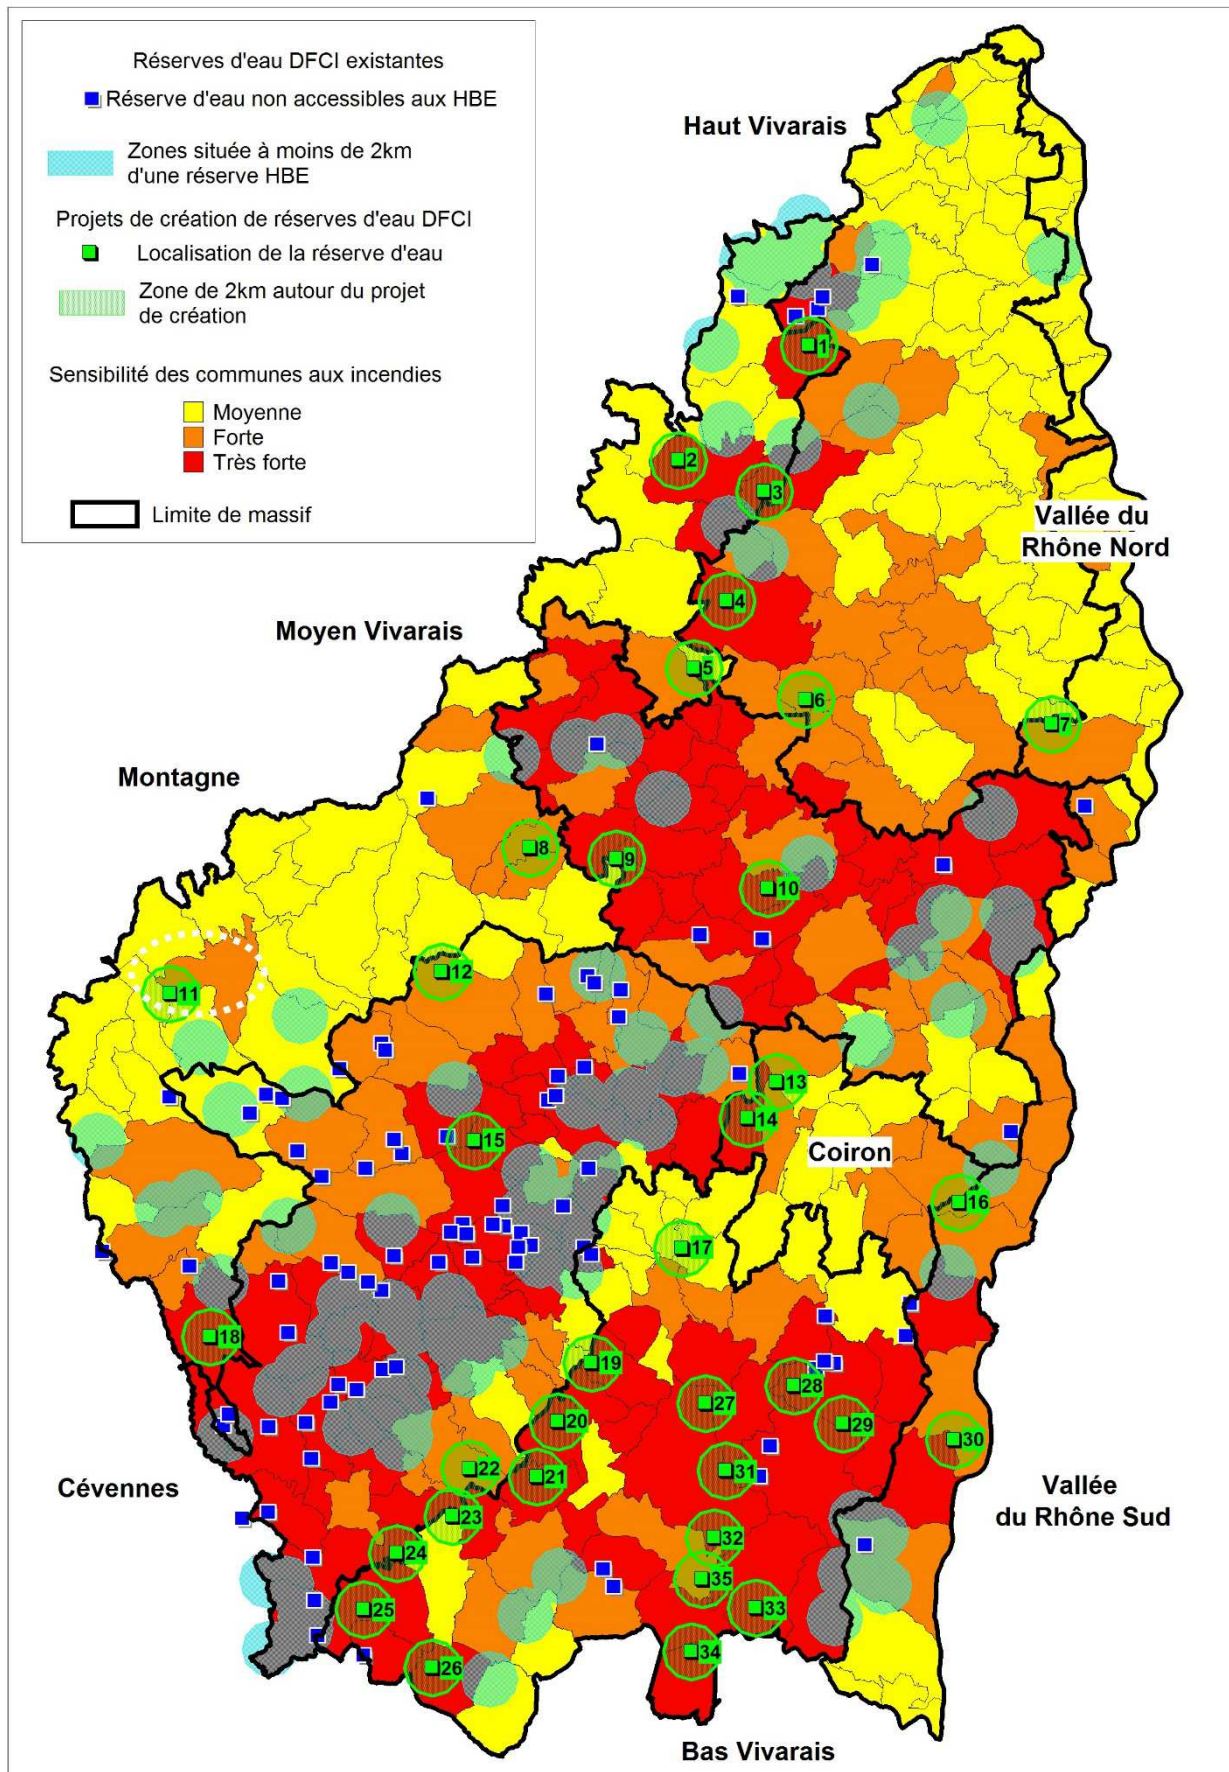 Réserves d'eau DFCI existantes
Réserve d'eau non accessibles aux HBE
Zones située à moins de 2km
d'une réserve HBE
Projets de création de réserves d'eau DFCI
Localisation de la réserve d'eau
Zone de 2km autour du projet
de création
Sensibilité des communes aux incendies
Moyenne
Forte
Très forte
Limite de massif
Haut Vivarais
1
2
3
Vallée du
Rhône Nord
4
Moyen Vivarais
5
6
7
Montagne
8
9
10
12
11
13
14
15
Coiron
16
17
18
19
28
27
20
29
30
22
31
21
Cévennes
Vallée
du Rhône Sud
23
32
24
35
25
33
34
26
Bas Vivarais